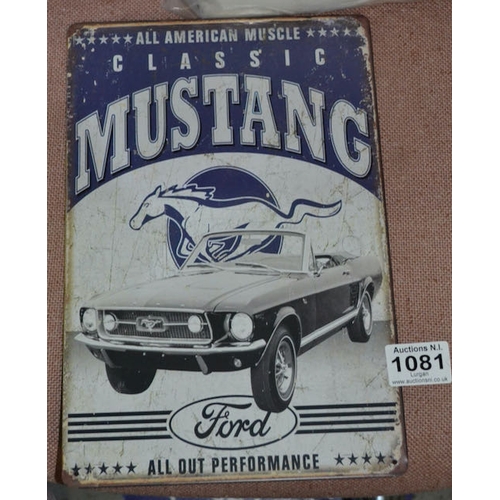 ALL AMERICAN MUSCLE
CLASSIC
MUSTANG
Ford
ALL OUT PERFORMANCE
Auctions N.I.
1081
Lurgan
www.auctionsni.co.uk